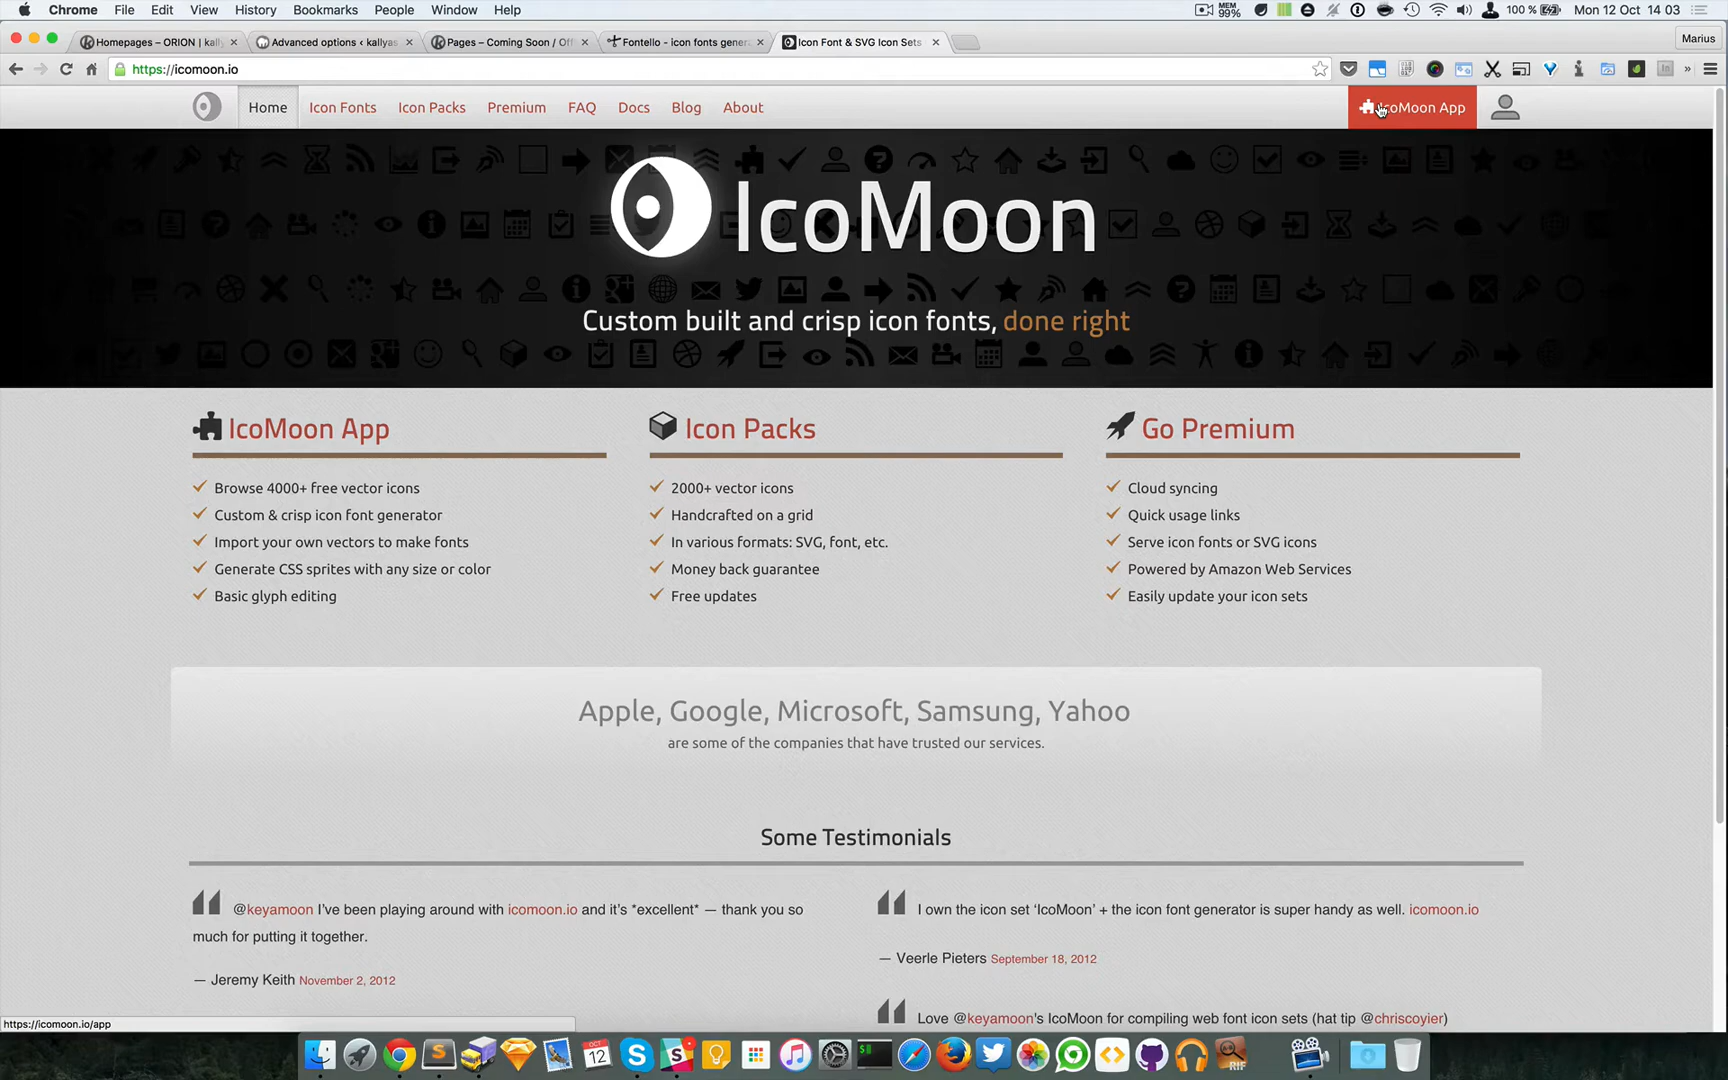 Chrome File Edit View History Bookmarks People Window Help MEM 99% 100 % Mon 12 Oct 14 03
Homepages – ORION | kally Advanced options ‹ kallyas Pages – Coming Soon / Off Fontello - icon fonts gener Icon Font & SVG Icon Sets Marius
https://icomoon.io
Home Icon Fonts Icon Packs Premium FAQ Docs Blog About IcoMoon App
IcoMoon
Custom built and crisp icon fonts, done right
IcoMoon App
Browse 4000+ free vector icons
Custom & crisp icon font generator
Import your own vectors to make fonts
Generate CSS sprites with any size or color
Basic glyph editing
Icon Packs
2000+ vector icons
Handcrafted on a grid
In various formats: SVG, font, etc.
Money back guarantee
Free updates
Go Premium
Cloud syncing
Quick usage links
Serve icon fonts or SVG icons
Powered by Amazon Web Services
Easily update your icon sets
Apple, Google, Microsoft, Samsung, Yahoo
are some of the companies that have trusted our services.
Some Testimonials
@keyamoon I've been playing around with icomoon.io and it's *excellent* — thank you so
much for putting it together.
— Jeremy Keith November 2, 2012
I own the icon set ‘IcoMoon’ + the icon font generator is super handy as well. icomoon.io
— Veerle Pieters September 18, 2012
Love @keyamoon's IcoMoon for compiling web font icon sets (hat tip @chriscoyier)
https://icomoon.io/app
12
RIF